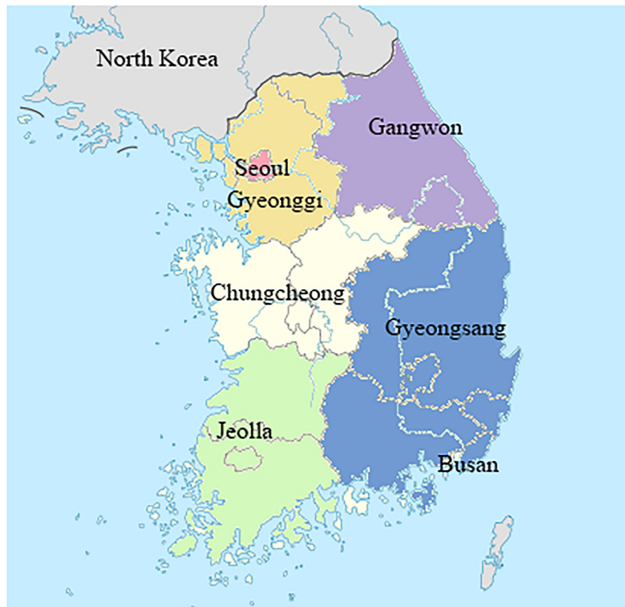 North Korea
Gangwon
Seoul
Gyeonggi
Chungcheong
Gyeongsang
Jeolla
Busan